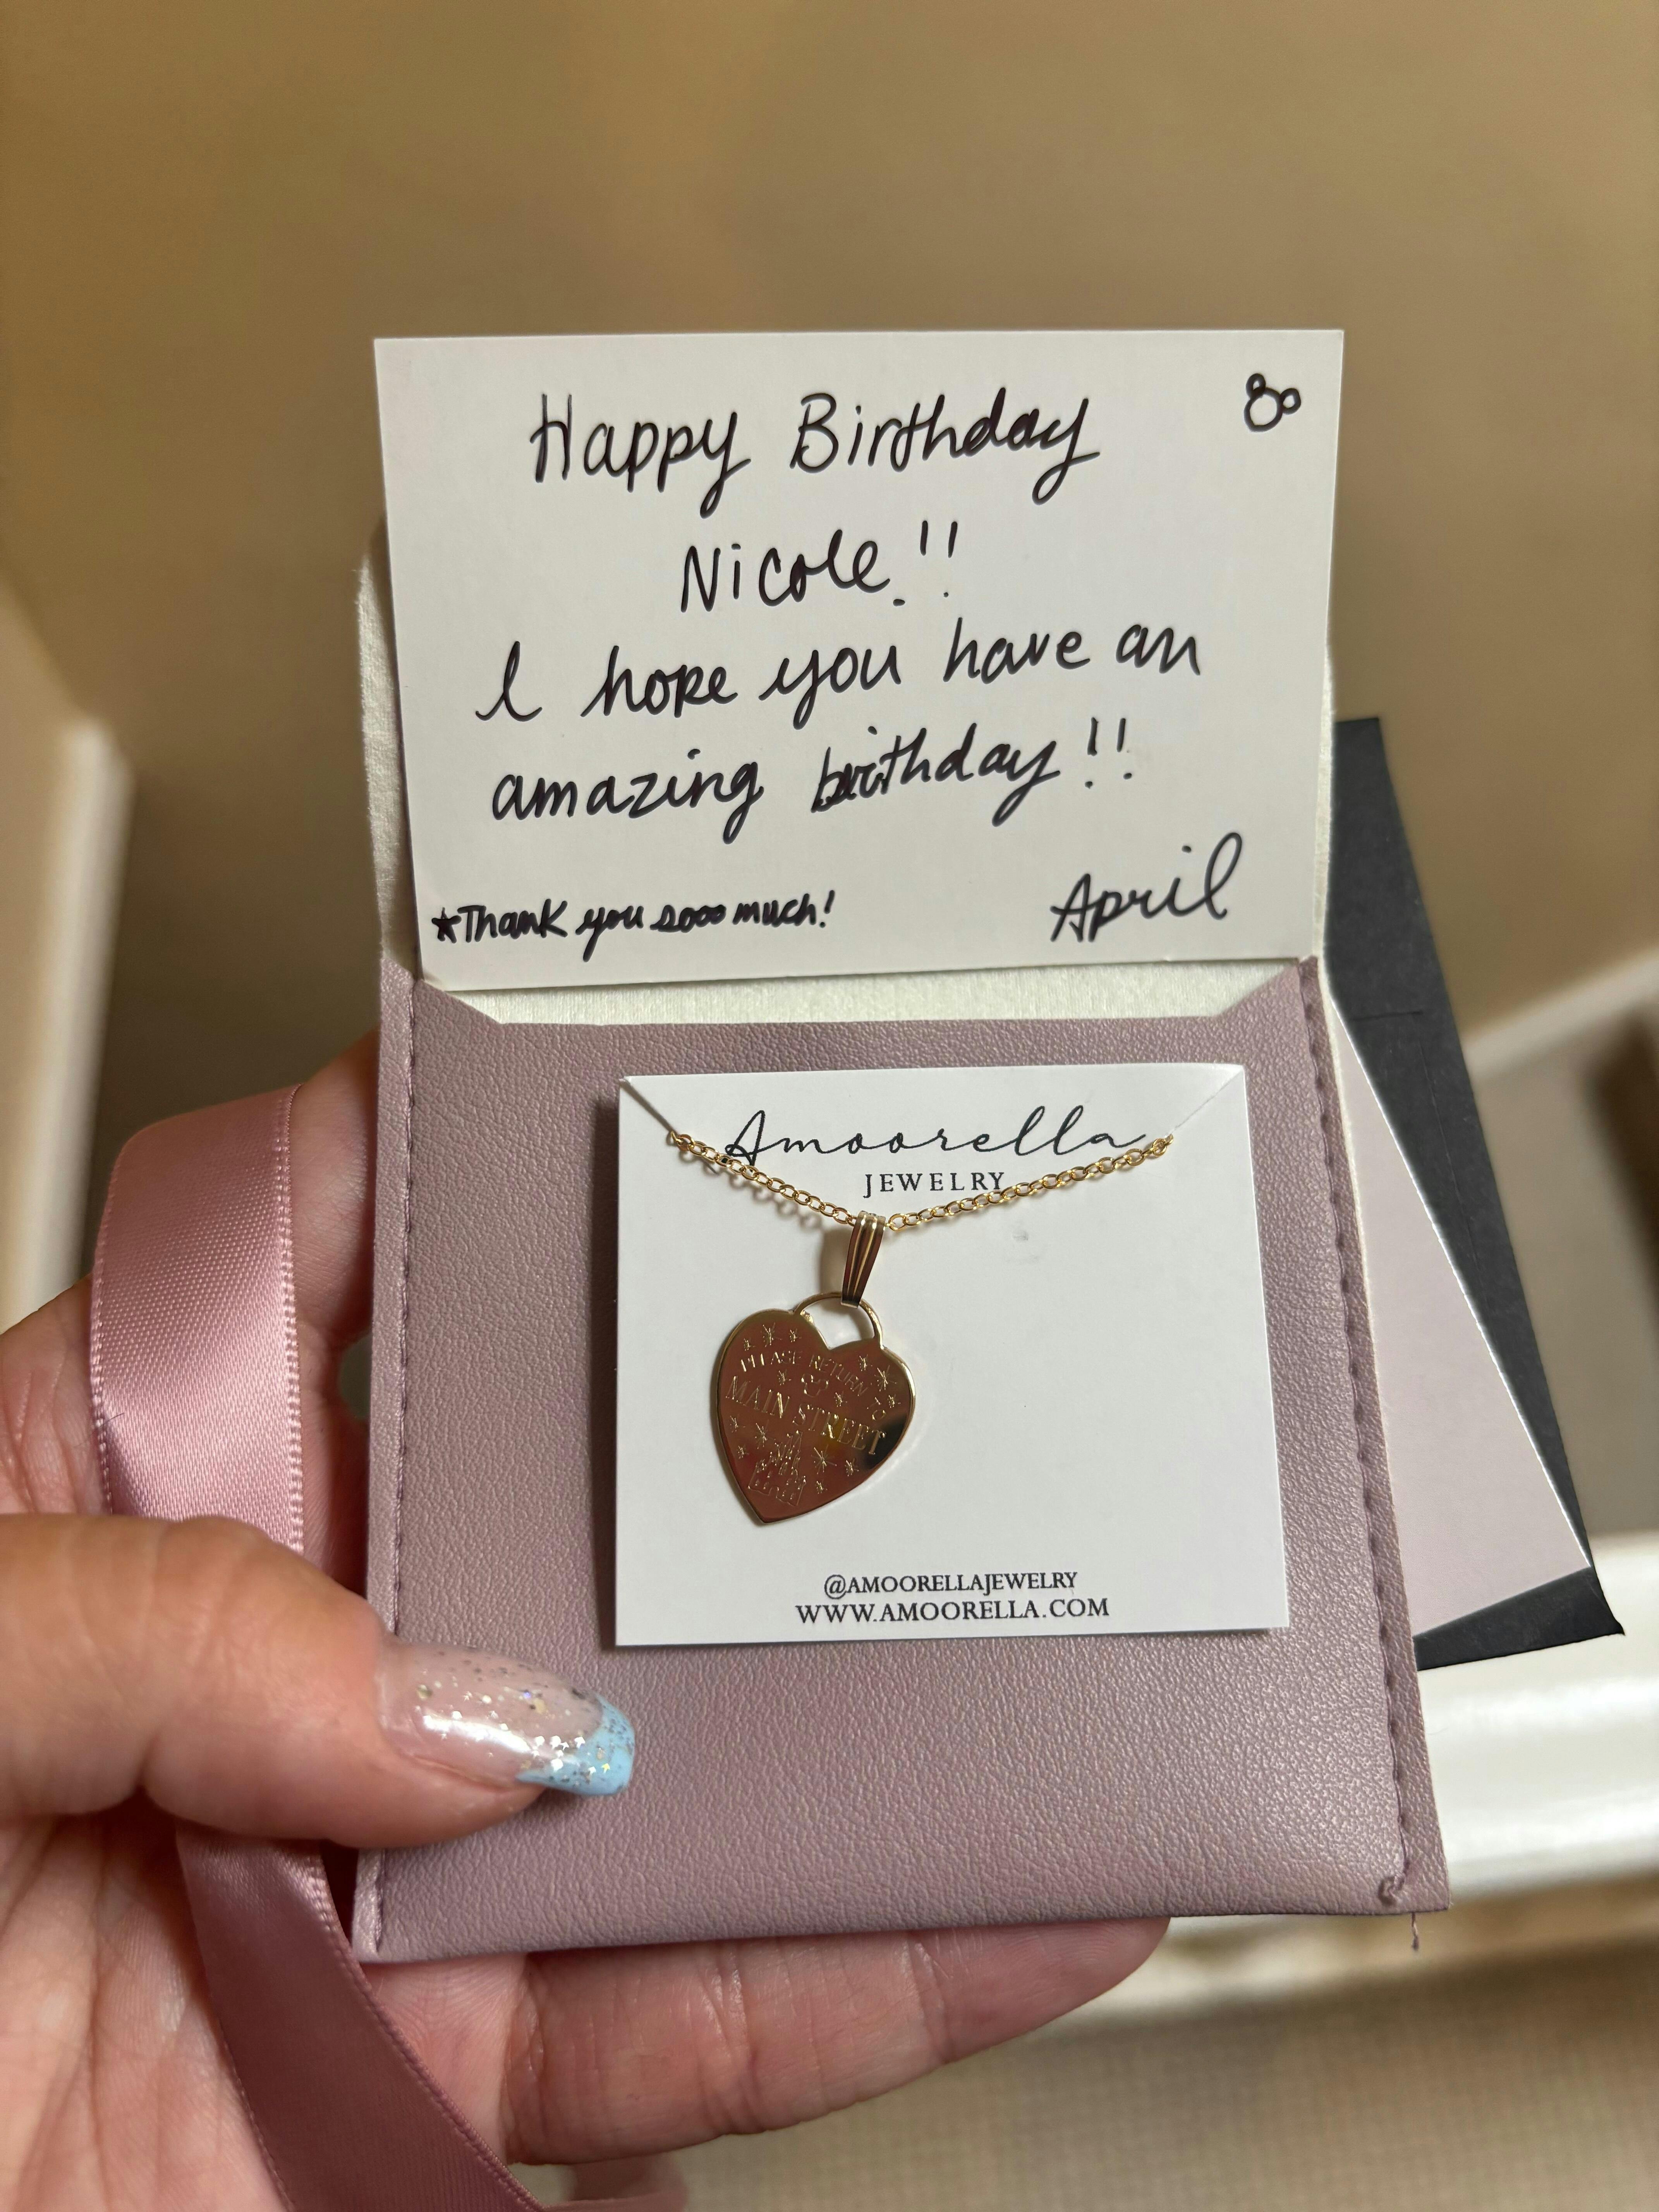 Happy Birthday
Nicole!!
I hope you have an
amazing birthday!!
April
★Thank you sooo much!
Amoorella
JEWELRY
PLEASE RETURN TO
MAIN STREET
@AMOORELLAJEWELRY
WWW.AMOORELLA.COM